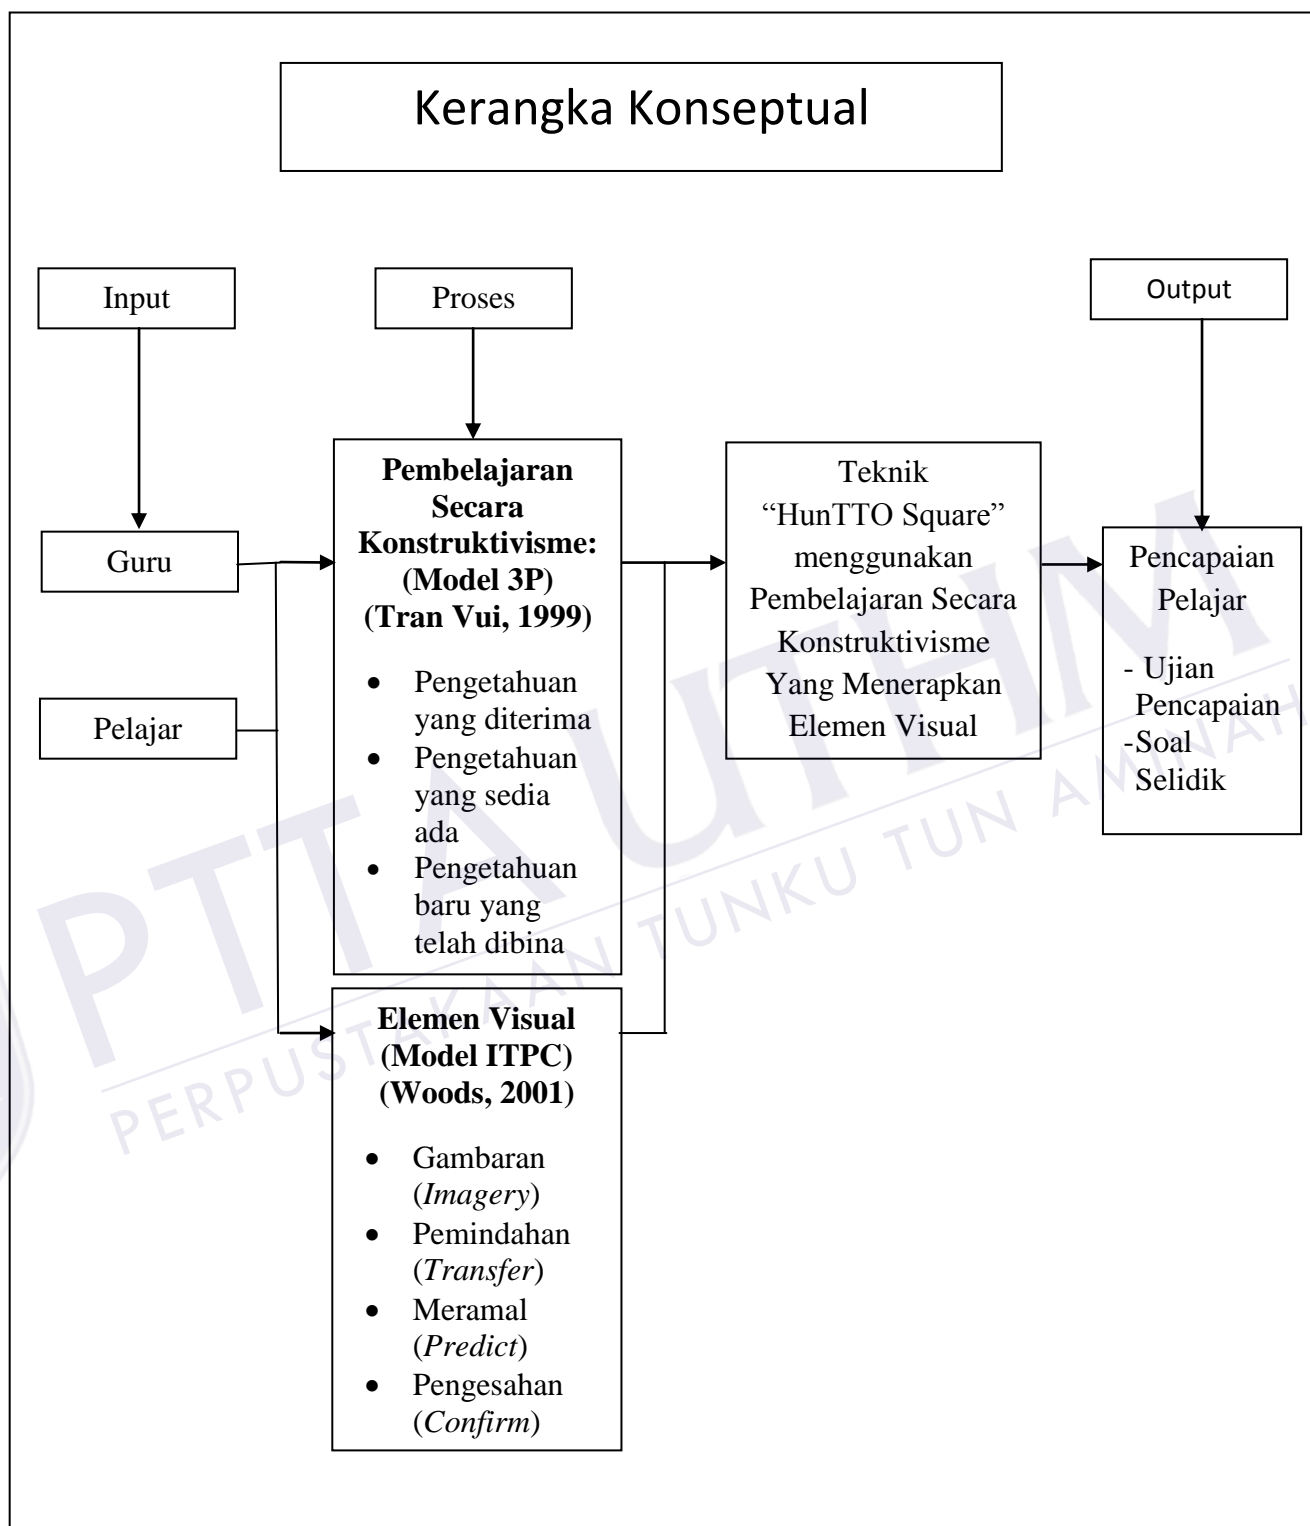 Kerangka Konseptual
Input
Proses
Output
Guru
Pelajar
Pembelajaran
Secara
Konstruktivisme:
(Model 3P)
(Tran Vui, 1999)
• Pengetahuan
yang diterima
• Pengetahuan
yang sedia
ada
• Pengetahuan
baru yang
telah dibina
Elemen Visual
(Model ITPC)
(Woods, 2001)
• Gambaran
(Imagery)
• Pemindahan
(Transfer)
• Meramal
(Predict)
• Pengesahan
(Confirm)
Teknik
“HunTTO Square”
menggunakan
Pembelajaran Secara
Konstruktivisme
Yang Menerapkan
Elemen Visual
Pencapaian
Pelajar
- Ujian
Pencapaian
-Soal
Selidik
PTTA UTHM
PERPUSTAKAAN TUNKU TUN AMINAH